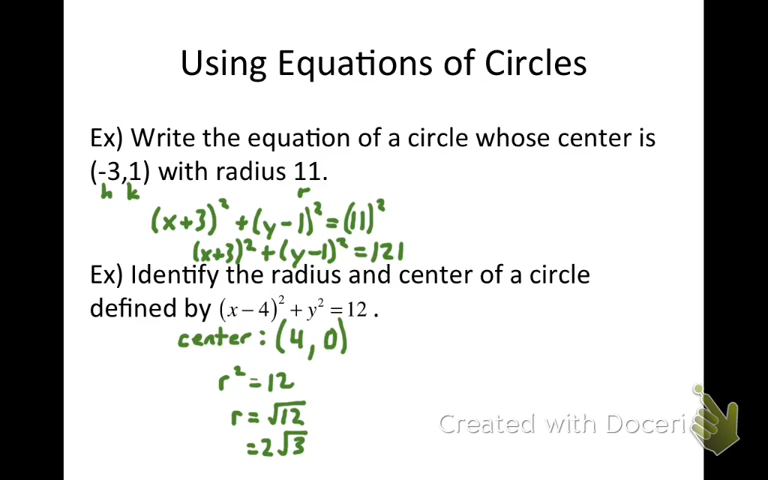 Using Equations of Circles
Ex) Write the equation of a circle whose center is
(-3,1) with radius 11.
h k r
(x+3)² + (y-1)² = (11)²
(x+3)² + (y-1)² = 121
Ex) Identify the radius and center of a circle
defined by (x − 4)² + y² = 12 .
center: (4, 0)
r² = 12
r = √12
= 2√3
Created with Doceri